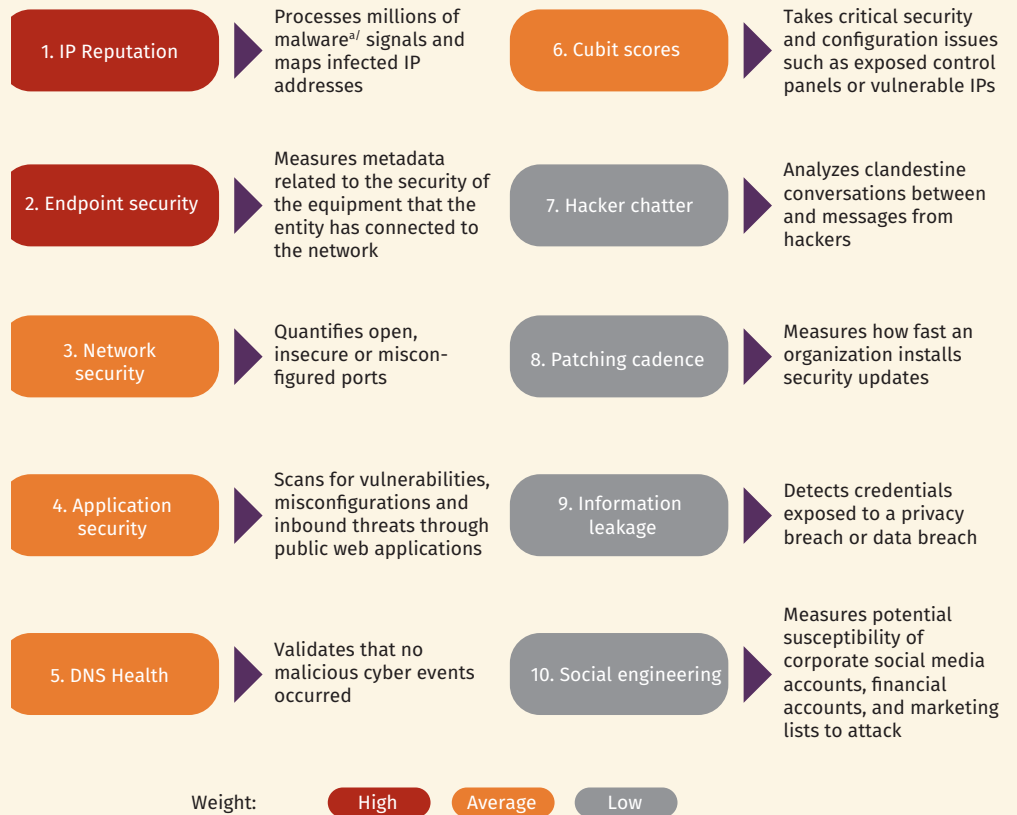 1. IP Reputation
Processes millions of
malwareᵃ/ signals and
maps infected IP
addresses
2. Endpoint security
Measures metadata
related to the security of
the equipment that the
entity has connected to
the network
3. Network
security
Quantifies open,
insecure or miscon-
figured ports
4. Application
security
Scans for vulnerabilities,
misconfigurations and
inbound threats through
public web applications
5. DNS Health
Validates that no
malicious cyber events
occurred
6. Cubit scores
Takes critical security
and configuration issues
such as exposed control
panels or vulnerable IPs
7. Hacker chatter
Analyzes clandestine
conversations between
and messages from
hackers
8. Patching cadence
Measures how fast an
organization installs
security updates
9. Information
leakage
Detects credentials
exposed to a privacy
breach or data breach
10. Social engineering
Measures potential
susceptibility of
corporate social media
accounts, financial
accounts, and marketing
lists to attack
Weight:
High
Average
Low